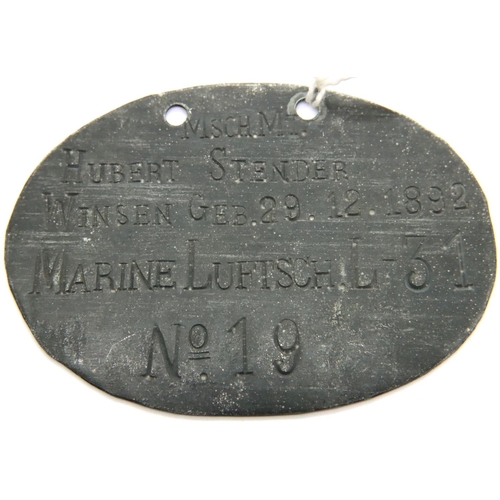 MSCH.MT.
HUBERT STENDER
WINSEN GEB. 29. 12. 1892
MARINE LUFTSCH. L-31
Nº. 19